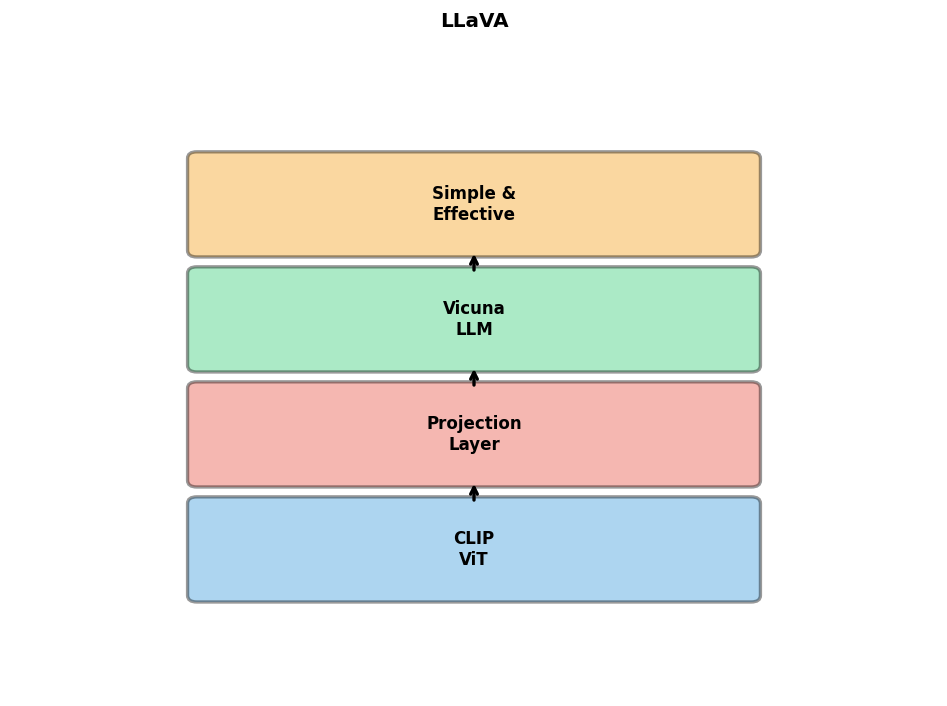 LLaVA
Simple &
Effective
Vicuna
LLM
Projection
Layer
CLIP
ViT